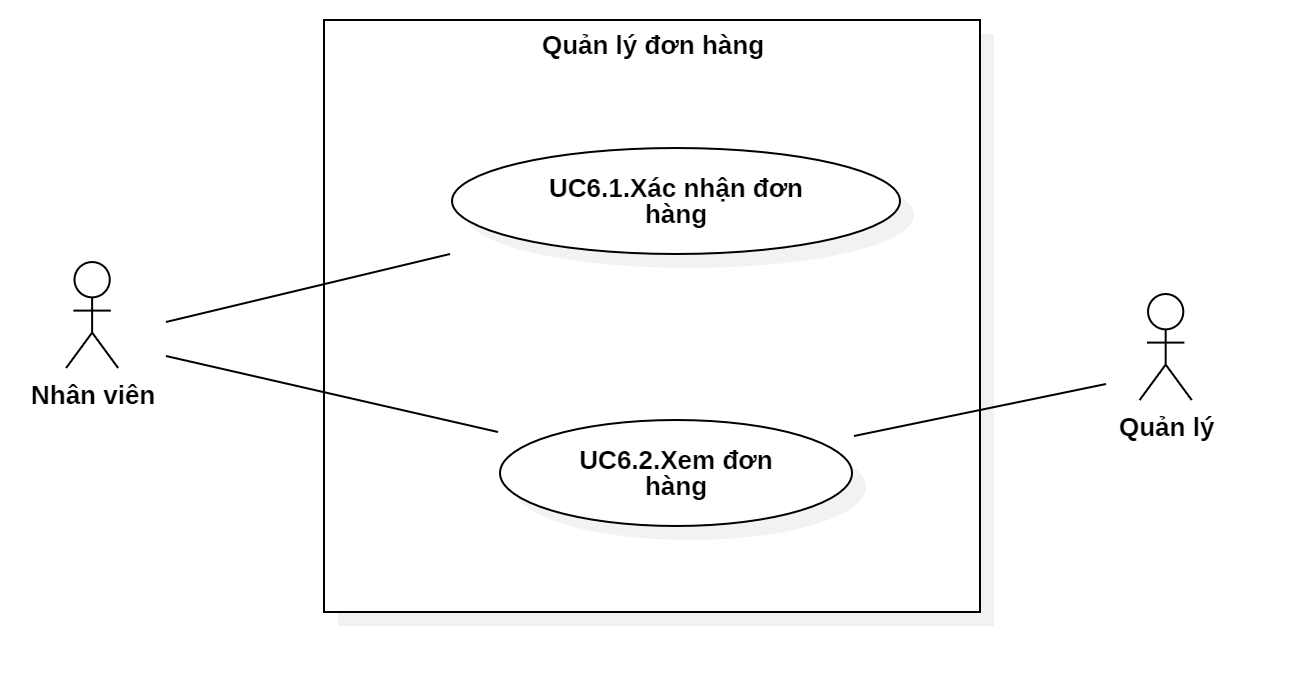 Quản lý đơn hàng
UC6.1.Xác nhận đơn
hàng
Nhân viên
Quản lý
UC6.2.Xem đơn
hàng